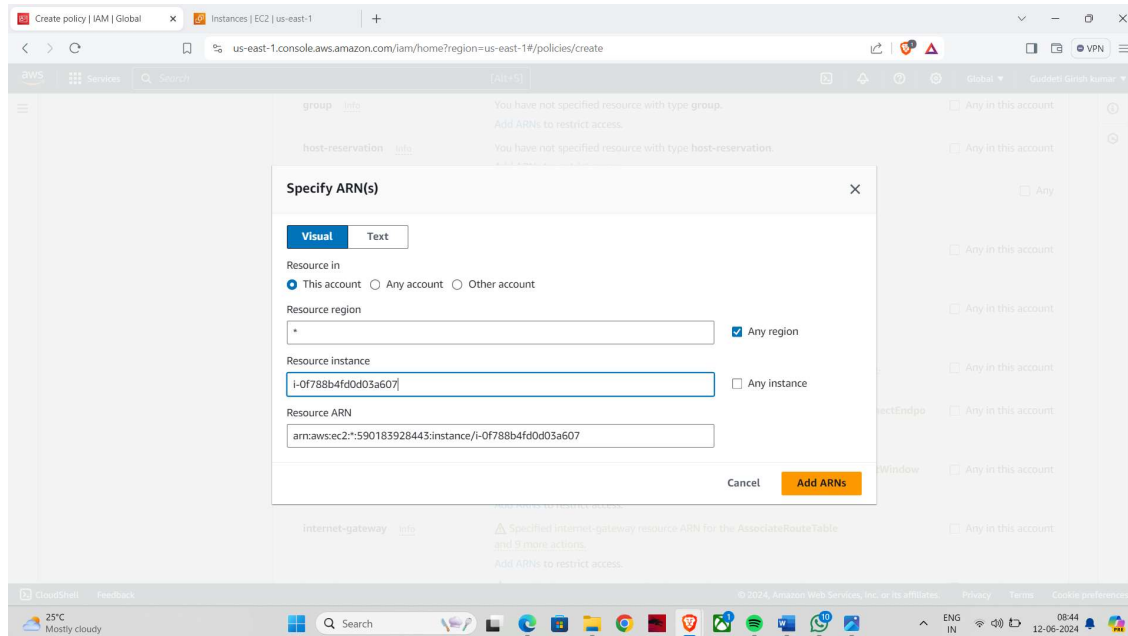 Create policy | IAM | Global
Instances | EC2 | us-east-1
us-east-1.console.aws.amazon.com/iam/home?region=us-east-1#/policies/create
VPN
aws Services Search [Alt+S] Global Guddeti Girish kumar
group Info You have not specified resource with type group. Any in this account
Add ARNs to restrict access.
host-reservation Info You have not specified resource with type host-reservation Any in this account
Specify ARN(s)
Any
Visual Text
Any in this account
Resource in
This account Any account Other account
Resource region
Any in this account
* Any region
Resource instance
Any in this account
i-0f788b4fd0d03a607 Any instance
Resource ARN
ectEndpo Any in this account
arn:aws:ec2:*:590183928443:instance/i-0f788b4fd0d03a607
Window Any in this account
Cancel Add ARNs
internet-gateway Info Specified internet-gateway resource ARN for the AssociateRouteTable Any in this account
and 9 more actions.
Add ARNs to restrict access.
CloudShell Feedback © 2024, Amazon Web Services, Inc. or its affiliates. Privacy Terms Cookie preferences
25°C
Mostly cloudy
Search
10
ENG
IN
08:44
12-06-2024